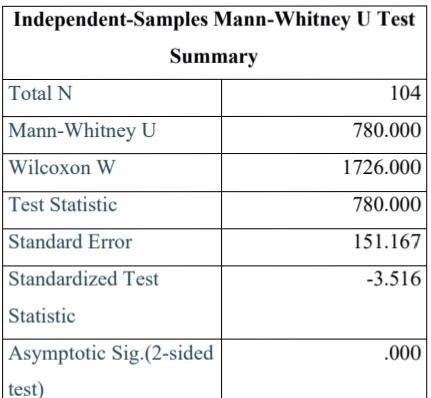 Independent-Samples Mann-Whitney U Test
Summary
Total N 104
Mann-Whitney U 780.000
Wilcoxon W 1726.000
Test Statistic 780.000
Standard Error 151.167
Standardized Test -3.516
Statistic
Asymptotic Sig.(2-sided .000
test)